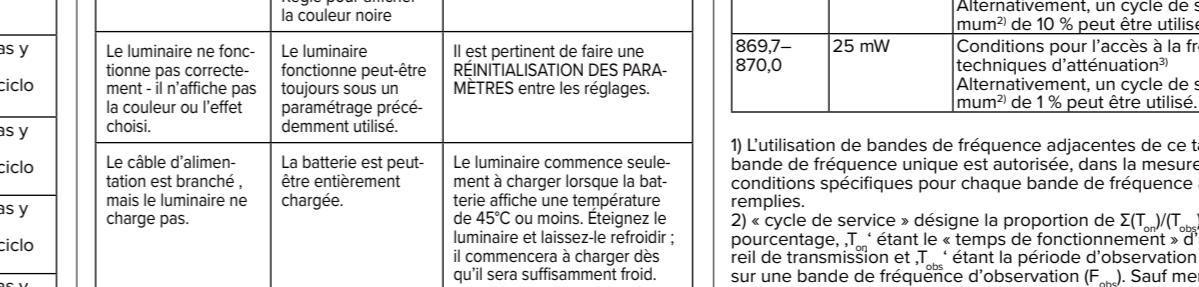 as y
ciclo
as y
ciclo
as y
ciclo
as y
la couleur noire
Le luminaire ne fonc-
tionne pas correcte-
ment - il n’affiche pas
la couleur ou l’effet
choisi.
Le luminaire
fonctionne peut-être
toujours sous un
paramétrage précé-
demment utilisé.
Il est pertinent de faire une
RÉINITIALISATION DES PARA-
MÈTRES entre les réglages.
Le câble d’alimen-
tation est branché ,
mais le luminaire ne
charge pas.
La batterie est peut-
être entièrement
chargée.
Le luminaire commence seule-
ment à charger lorsque la bat-
terie affiche une température
de 45°C ou moins. Éteignez le
luminaire et laissez-le refroidir ;
il commencera à charger dès
qu’il sera suffisamment froid.
Alternativement, un cycle de s
mum2) de 10 % peut être utilisé
869,7–
870,0
25 mW
Conditions pour l’accès à la fr
techniques d’atténuation3)
Alternativement, un cycle de s
mum2) de 1 % peut être utilisé.
1) L’utilisation de bandes de fréquence adjacentes de ce ta
bande de fréquence unique est autorisée, dans la mesure
conditions spécifiques pour chaque bande de fréquence
remplies.
2) « cycle de service » désigne la proportion de Σ(Ton)/(Tobs)
pourcentage, ‚Ton‘ étant le « temps de fonctionnement » d’
reil de transmission et ‚Tobs‘ étant la période d’observation
sur une bande de fréquence d’observation (Fobs). Sauf men